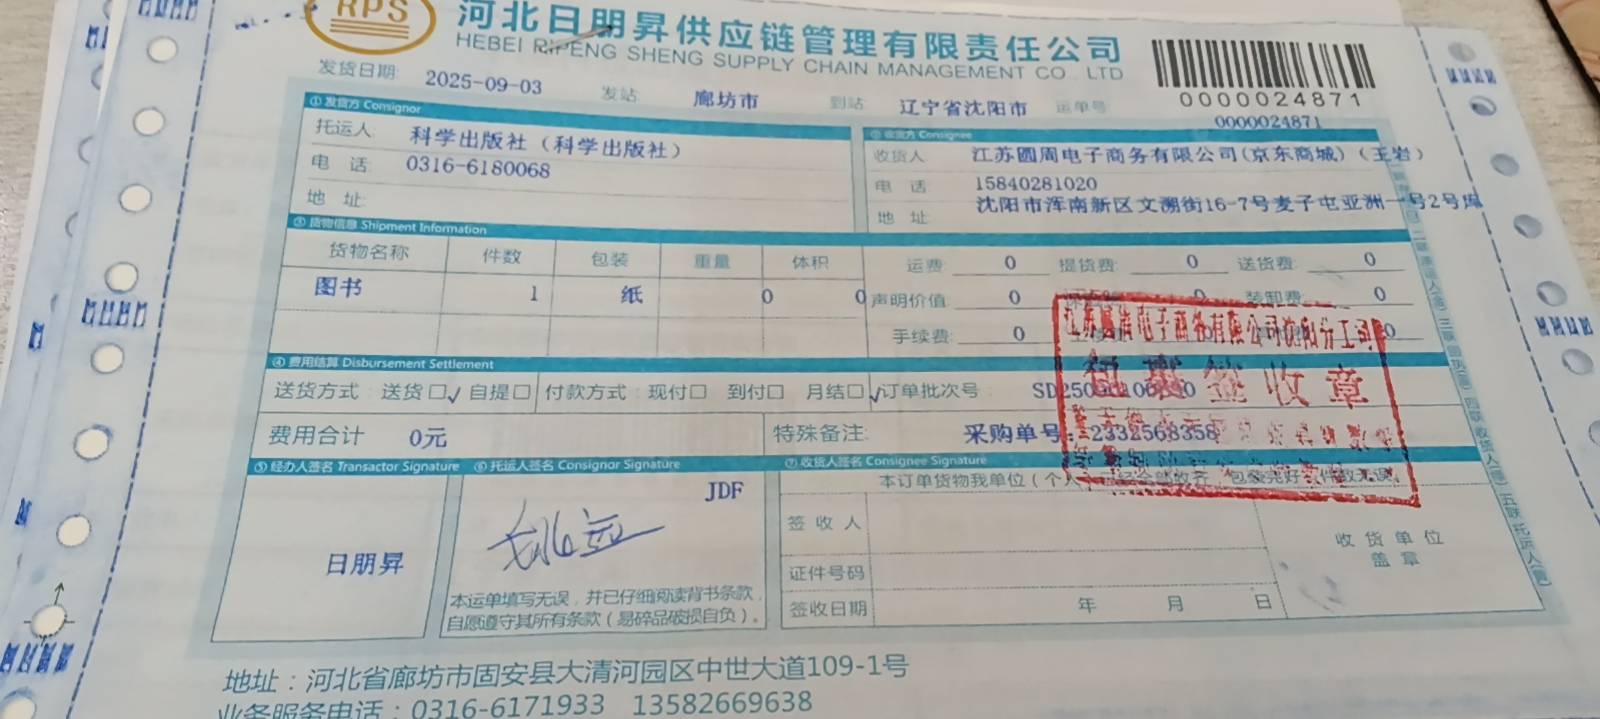 RPS
河北日朋昇供应链管理有限责任公司
HEBEI RIPENG SHENG SUPPLY CHAIN MANAGEMENT CO. LTD
0000024871
发货日期: 2025-09-03 发站 廊坊市 到站 辽宁省沈阳市 运单号 0000024871
①发货方 Consignor ②收货方 Consignee
托运人 科学出版社（科学出版社） 收货人 江苏圆周电子商务有限公司(京东商城)（王岩）
电话 0316-6180068 电话 15840281020
地址: 地址: 沈阳市浑南新区文溯街16-7号麦子屯亚洲一号2号库
③货物信息 Shipment Information
货物名称 件数 包装 重量 体积 运费: 0 提货费: 0 送货费: 0
图书 1 纸 0 0 声明价值: 0 0 装卸费: 0
手续费: 0 0
④费用结算 Disbursement Settlement
送货方式: 送货□√ 自提□ 付款方式: 现付□ 到付□ 月结□√ 订单批次号:
费用合计 0元 特殊备注: 采购单号: 2332568358
包裹签收章
⑤经办人签名 Transactor Signature ⑥托运人签名 Consignor Signature ⑦收货人签名 Consignee Signature
本订单货物我单位（个人 包装完好 件数无误
JDF
日朋昇
签收人
证件号码
签收日期 年 月 日
收货单位
盖章
本运单填写无误，并已仔细阅读背书条款，
自愿遵守其所有条款（易碎品破损自负）。
地址：河北省廊坊市固安县大清河园区中世大道109-1号
业务服务电话：0316-6171933 13582669638